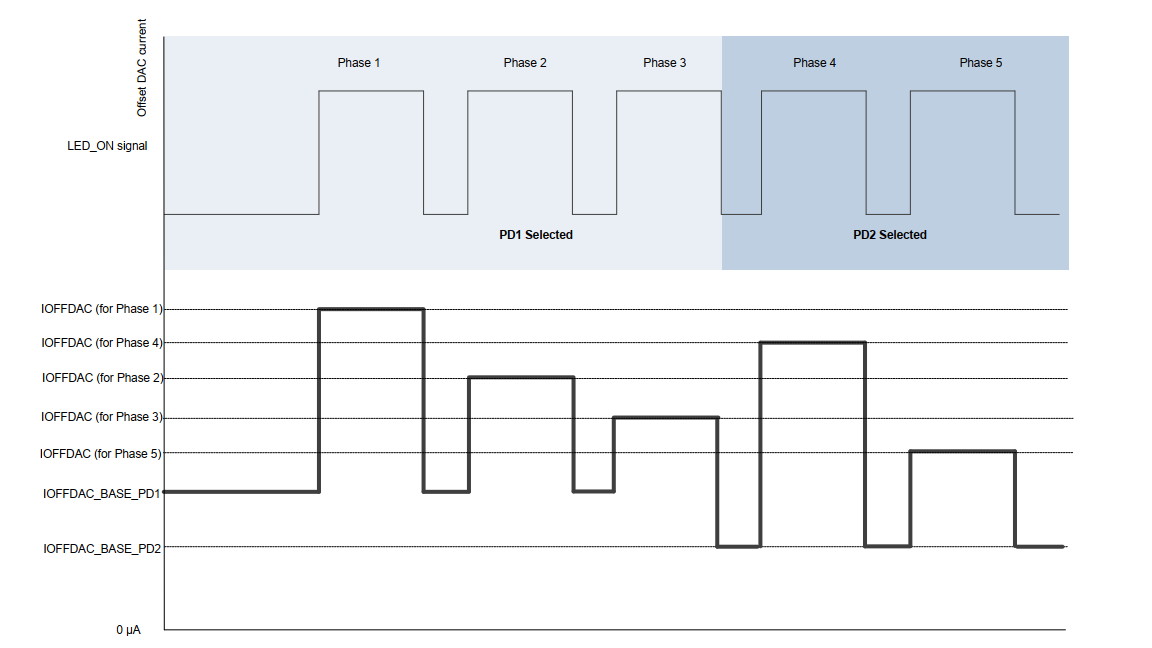 Offset DAC current
Phase 1
Phase 2
Phase 3
Phase 4
Phase 5
LED_ON signal
PD1 Selected
PD2 Selected
IOFFDAC (for Phase 1)
IOFFDAC (for Phase 4)
IOFFDAC (for Phase 2)
IOFFDAC (for Phase 3)
IOFFDAC (for Phase 5)
IOFFDAC_BASE_PD1
IOFFDAC_BASE_PD2
0 µA